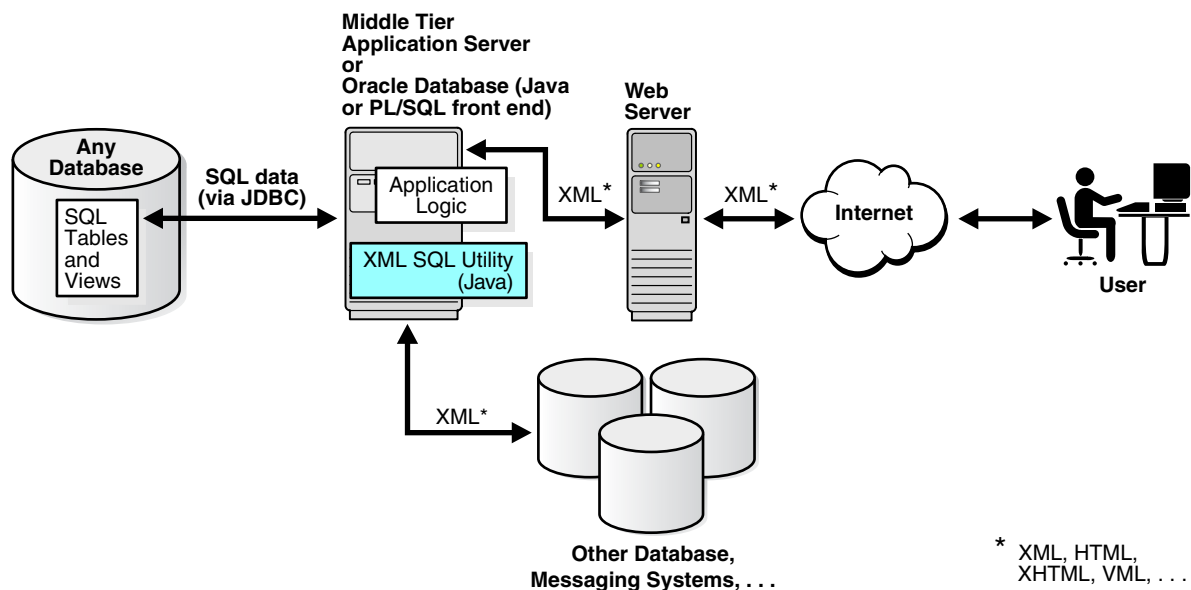 Middle Tier
Application Server
or
Oracle Database (Java
or PL/SQL front end)
Web
Server
Any
Database
SQL data
(via JDBC)
SQL
Tables
and
Views
Application
Logic
XML SQL Utility
(Java)
XML*
XML*
Internet
User
XML*
Other Database,
Messaging Systems, . . .
* XML, HTML,
XHTML, VML, . . .